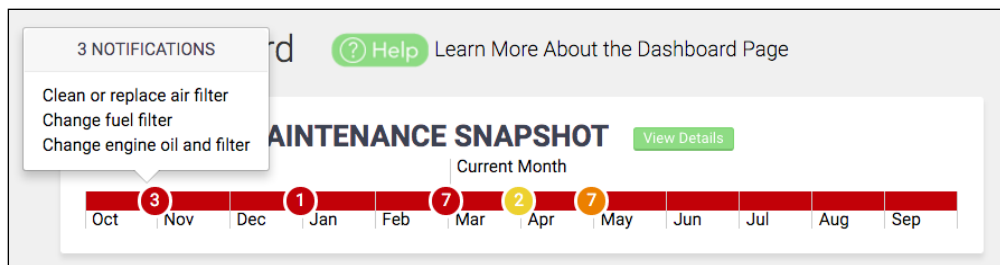 3 NOTIFICATIONS
Clean or replace air filter
Change fuel filter
Change engine oil and filter
rd
? Help
Learn More About the Dashboard Page
AINTENANCE SNAPSHOT
View Details
Current Month
3 1 7 2 7
Oct Nov Dec Jan Feb Mar Apr May Jun Jul Aug Sep